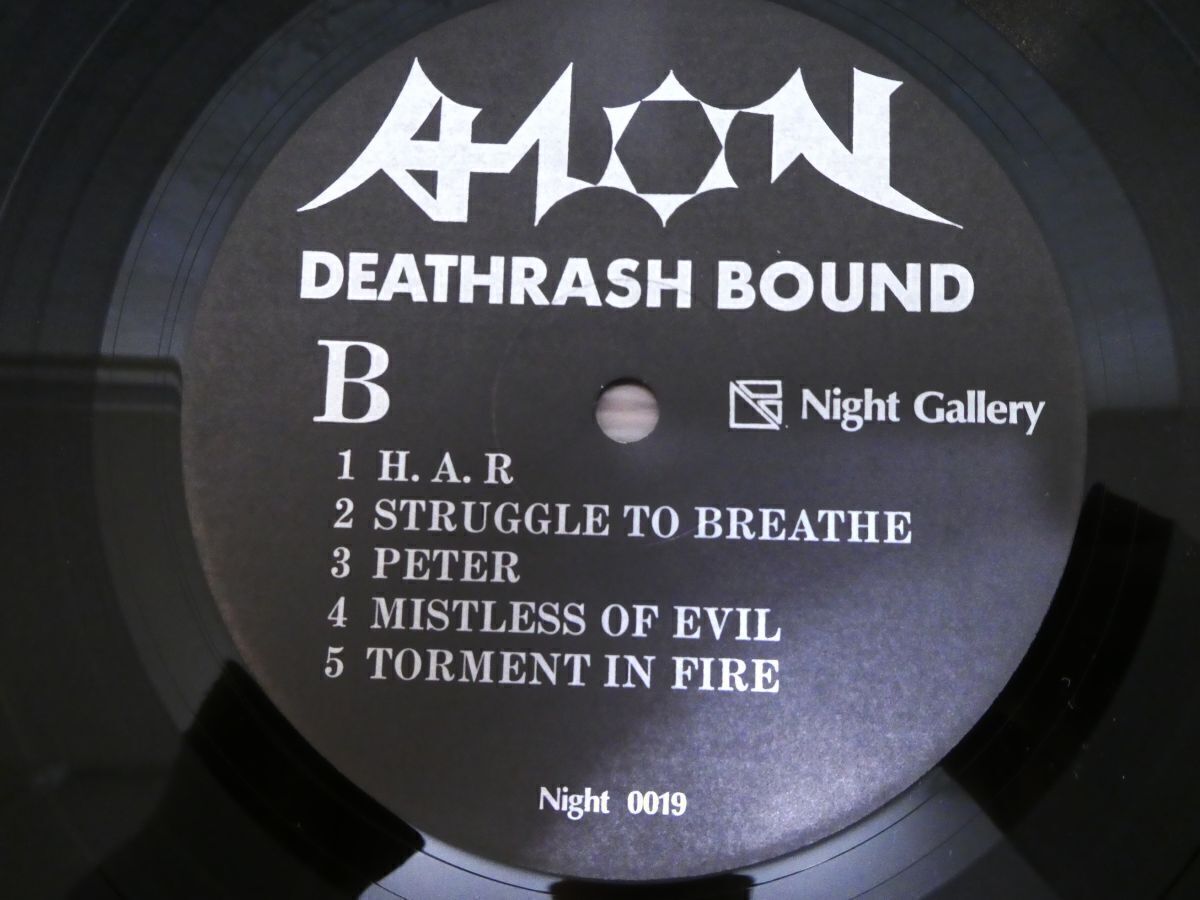 AION
DEATHRASH BOUND
B
Night Gallery
1 H. A. R
2 STRUGGLE TO BREATHE
3 PETER
4 MISTLESS OF EVIL
5 TORMENT IN FIRE
Night 0019